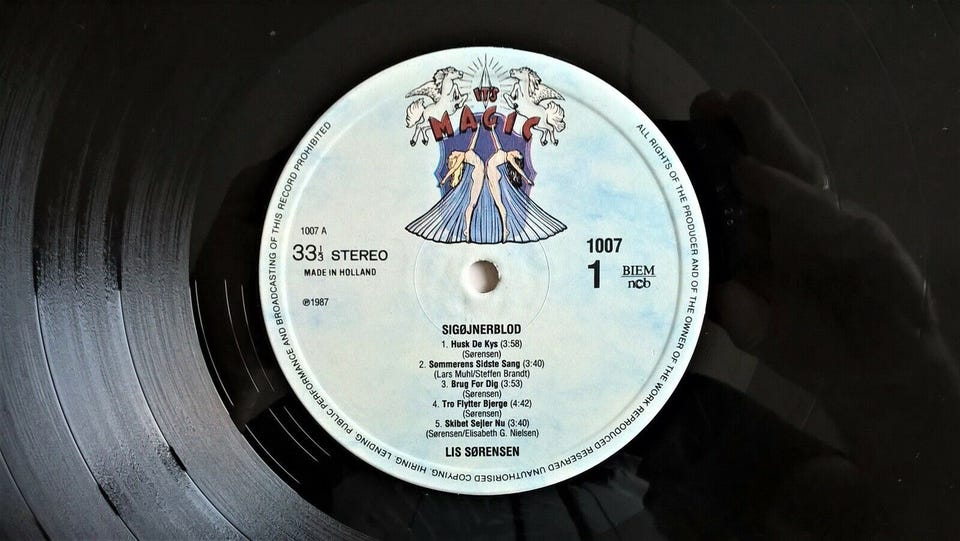 IT'S
MAGIC
1007 A
33⅓ STEREO
MADE IN HOLLAND
℗1987
1007
1
BIEM
ncb
SIGØJNERBLOD
1. Husk De Kys (3:58)
(Sørensen)
2. Sommerens Sidste Sang (3:40)
(Lars Muhl/Steffen Brandt)
3. Brug For Dig (3:53)
(Sørensen)
4. Tro Flytter Bjerge (4:42)
(Sørensen)
5. Skibet Sejler Nu (3:40)
(Sørensen/Elisabeth G. Nielsen)
LIS SØRENSEN
ALL RIGHTS OF THE PRODUCER AND OF THE OWNER OF THE WORK REPRODUCED RESERVED UNAUTHORISED COPYING, HIRING, LENDING, PUBLIC PERFORMANCE AND BROADCASTING OF THIS RECORD PROHIBITED